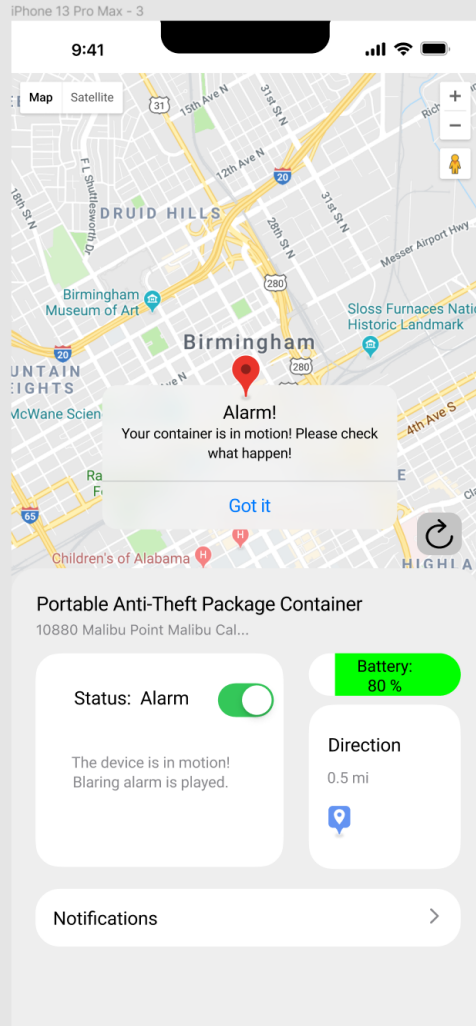 iPhone 13 Pro Max - 3
9:41
Map Satellite
31
15th Ave N
31st St N
+
−
12th Ave N
20
F L Shuttlesworth Dr
18th St N
31st St N
DRUID HILLS
28th St N
Messer Airport Hwy
280
Birmingham
Museum of Art
Sloss Furnaces Natio
Historic Landmark
Birmingham
20
UNTAIN
EIGHTS
280
ve N
McWane Scien
4th Ave S
Alarm!
Your container is in motion! Please check
what happen!
Ra
E
Got it
65
H
Children's of Alabama
H
HIGHLA
Portable Anti-Theft Package Container
10880 Malibu Point Malibu Cal...
Battery:
80 %
Status: Alarm
The device is in motion!
Blaring alarm is played.
Direction
0.5 mi
Notifications